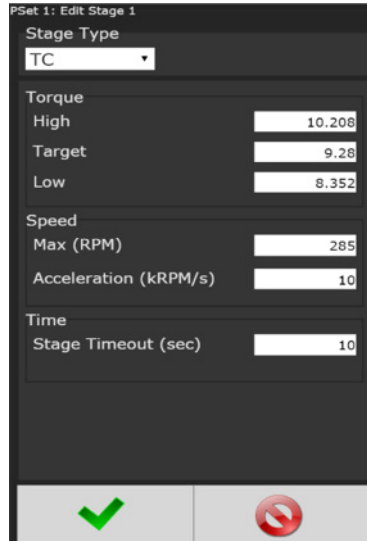 PSet 1: Edit Stage 1
Stage Type
TC
Torque
High 10.208
Target 9.28
Low 8.352
Speed
Max (RPM) 285
Acceleration (kRPM/s) 10
Time
Stage Timeout (sec) 10